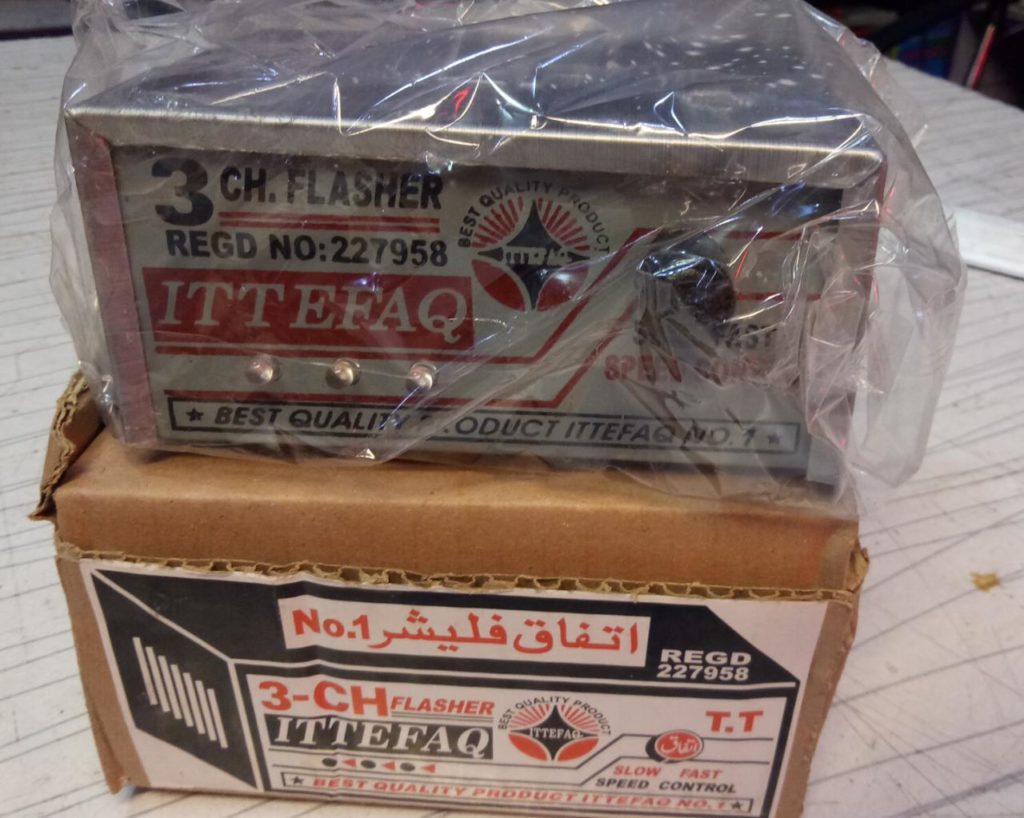 3 CH. FLASHER
REGD NO:227958
BEST QUALITY PRODUCT
ITTEFAQ
FAST
BEST QUALITY PRODUCT ITTEFAQ NO. 1
No.1 اتفاق فلیشر
REGD
227958
3-CH FLASHER
BEST QUALITY PRODUCT
ITTEFAQ
ITTEFAQ
T.T
اتفاق
SLOW FAST
SPEED CONTROL
BEST QUALITY PRODUCT ITTEFAQ NO.1